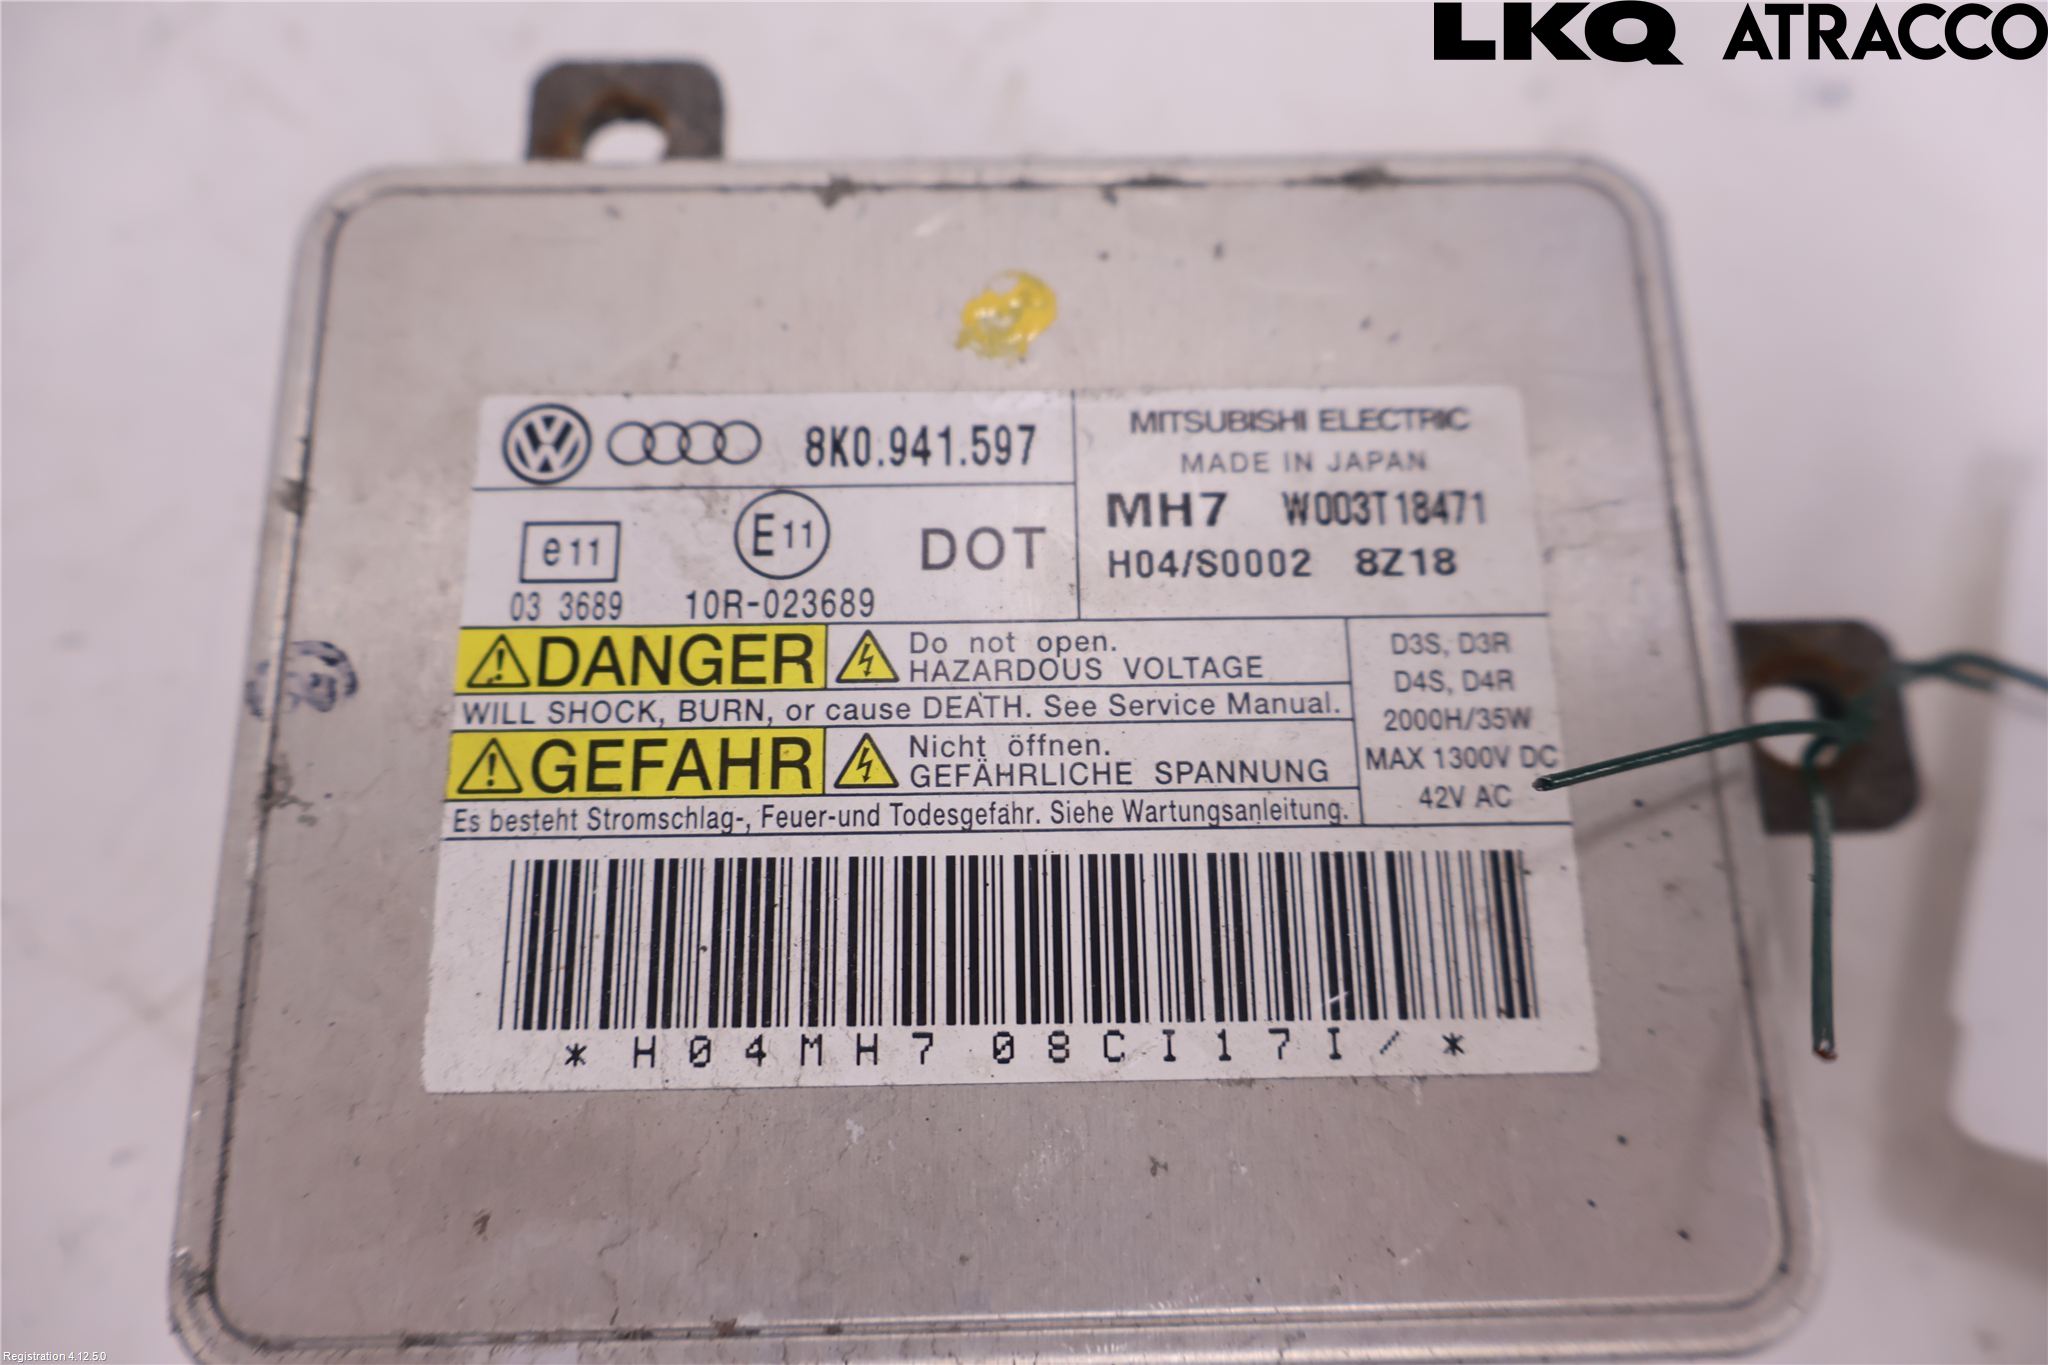 LKQ ATRACCO
8K0.941.597
MITSUBISHI ELECTRIC
MADE IN JAPAN
MH7 W003T18471
H04/S0002 8Z18
e11 E11 DOT
03 3689 10R-023689
DANGER
Do not open.
HAZARDOUS VOLTAGE
WILL SHOCK, BURN, or cause DEATH. See Service Manual.
GEFAHR
Nicht öffnen.
GEFÄHRLICHE SPANNUNG
Es besteht Stromschlag-, Feuer-und Todesgefahr. Siehe Wartungsanleitung.
D3S, D3R
D4S, D4R
2000H/35W
MAX 1300V DC
42V AC
*H04MH708CI17I/*
Registration 4.12.5.0